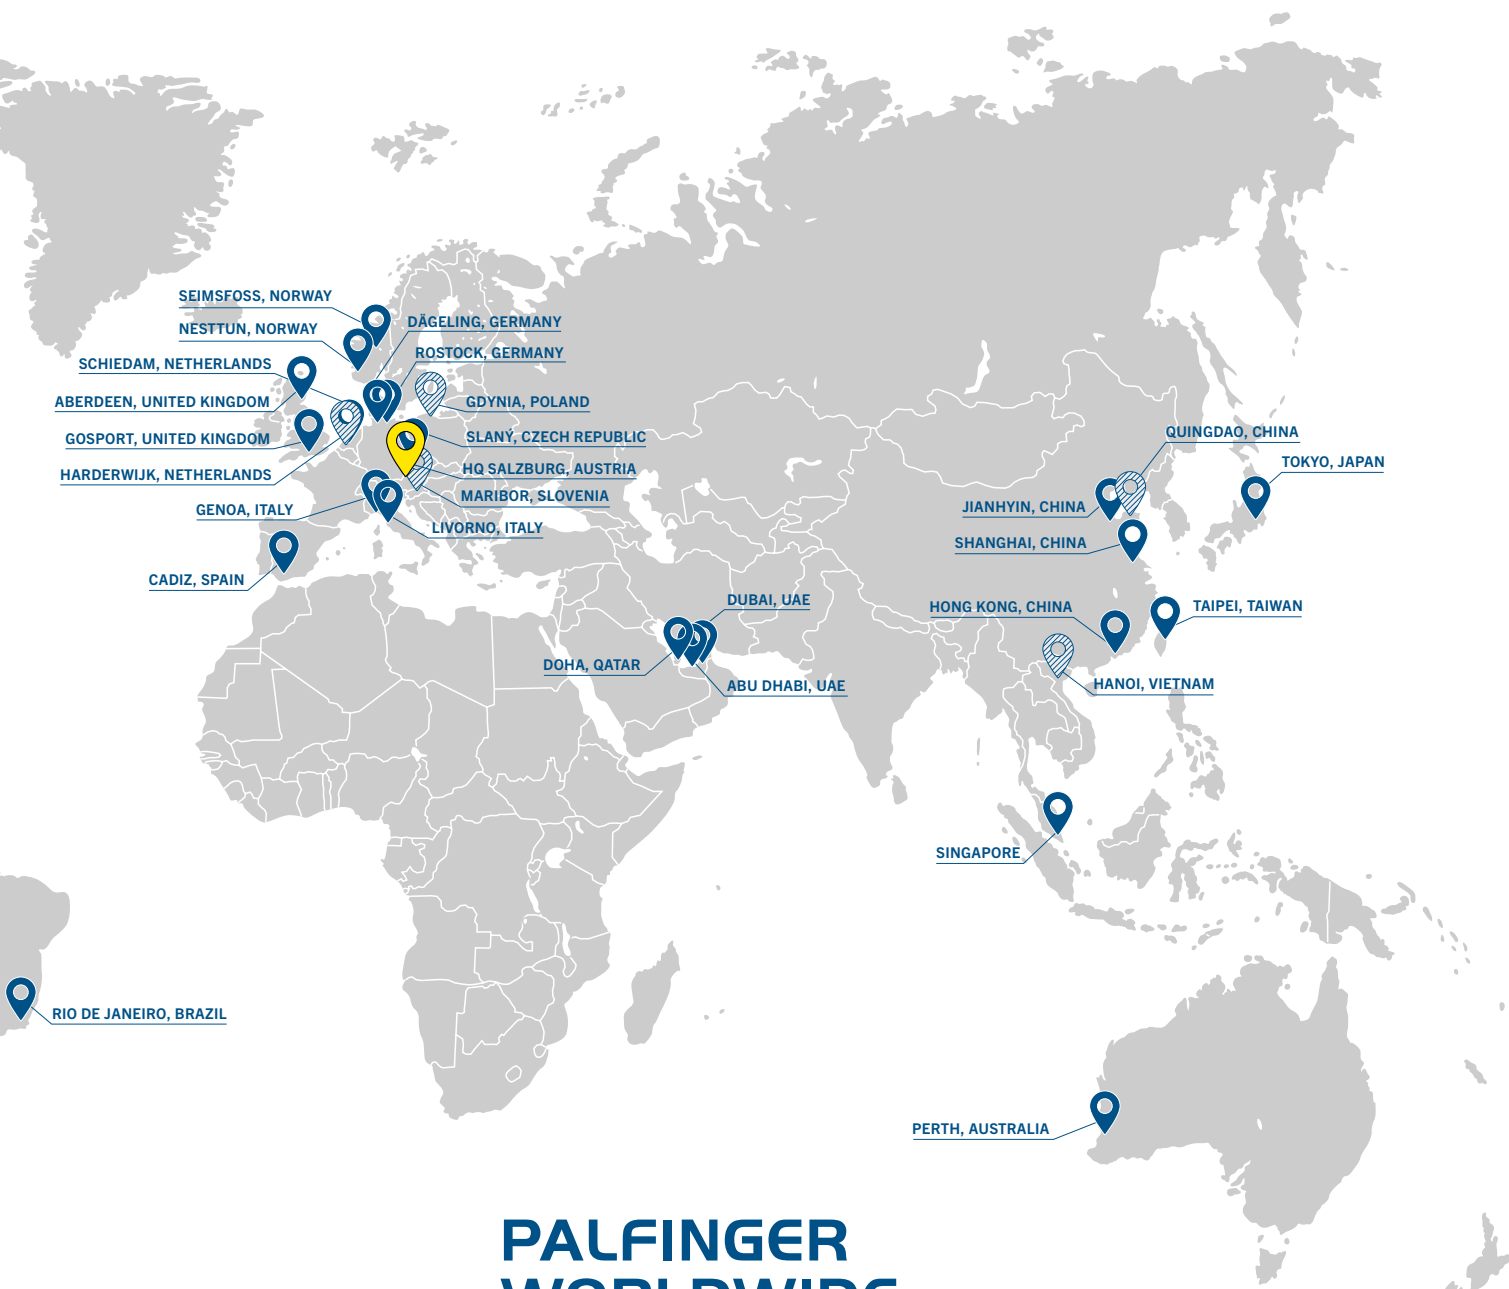 SEIMSFOSS, NORWAY
NESTTUN, NORWAY
DÄGELING, GERMANY
ROSTOCK, GERMANY
SCHIEDAM, NETHERLANDS
ABERDEEN, UNITED KINGDOM
GDYNIA, POLAND
GOSPORT, UNITED KINGDOM
SLANÝ, CZECH REPUBLIC
HARDERWIJK, NETHERLANDS
HQ SALZBURG, AUSTRIA
MARIBOR, SLOVENIA
GENOA, ITALY
LIVORNO, ITALY
CADIZ, SPAIN
QUINGDAO, CHINA
TOKYO, JAPAN
JIANHYIN, CHINA
SHANGHAI, CHINA
DUBAI, UAE
HONG KONG, CHINA
TAIPEI, TAIWAN
DOHA, QATAR
ABU DHABI, UAE
HANOI, VIETNAM
SINGAPORE
RIO DE JANEIRO, BRAZIL
PERTH, AUSTRALIA
PALFINGER
WORLDWIDE